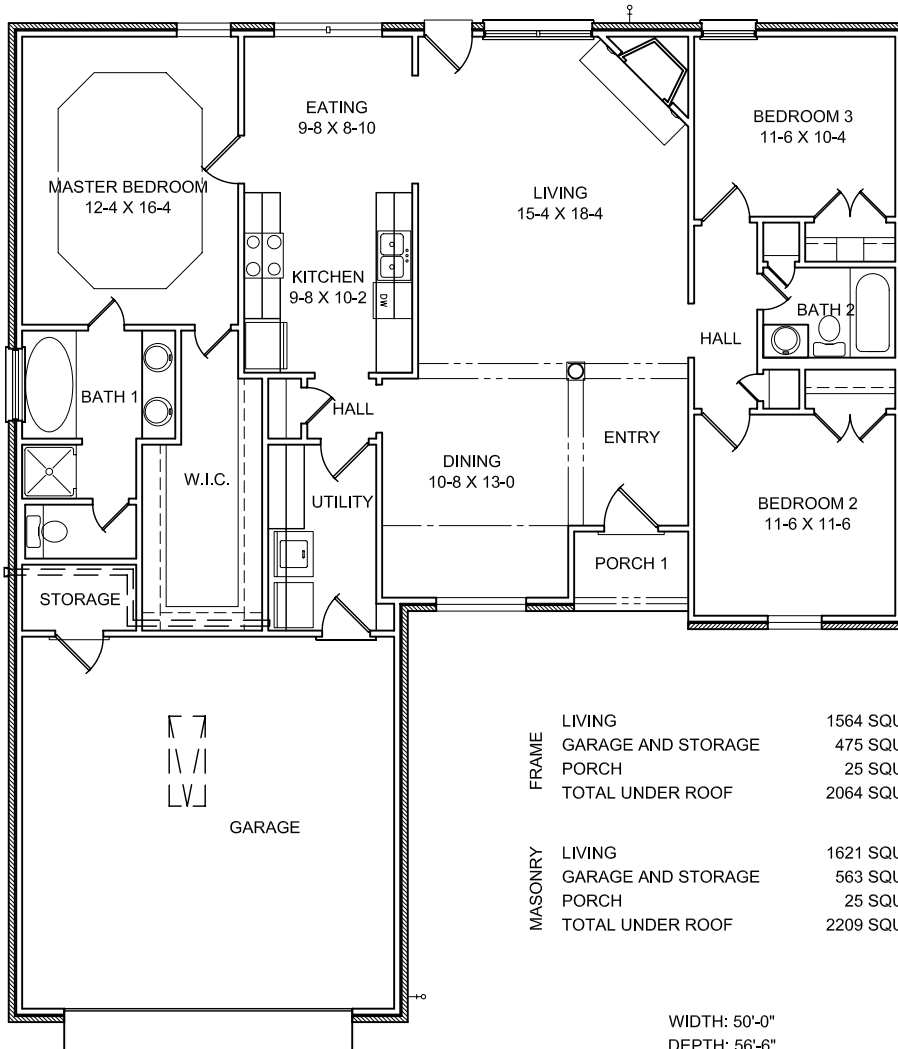 EATING
9-8 X 8-10
BEDROOM 3
11-6 X 10-4
MASTER BEDROOM
12-4 X 16-4
LIVING
15-4 X 18-4
KITCHEN
9-8 X 10-2
DW
BATH 2
HALL
BATH 1
HALL
W.I.C.
ENTRY
DINING
10-8 X 13-0
UTILITY
BEDROOM 2
11-6 X 11-6
PORCH 1
STORAGE
GARAGE
FRAME
LIVING 1564 SQU
GARAGE AND STORAGE 475 SQU
PORCH 25 SQU
TOTAL UNDER ROOF 2064 SQU
MASONRY
LIVING 1621 SQU
GARAGE AND STORAGE 563 SQU
PORCH 25 SQU
TOTAL UNDER ROOF 2209 SQU
WIDTH: 50'-0"
DEPTH: 56'-6"